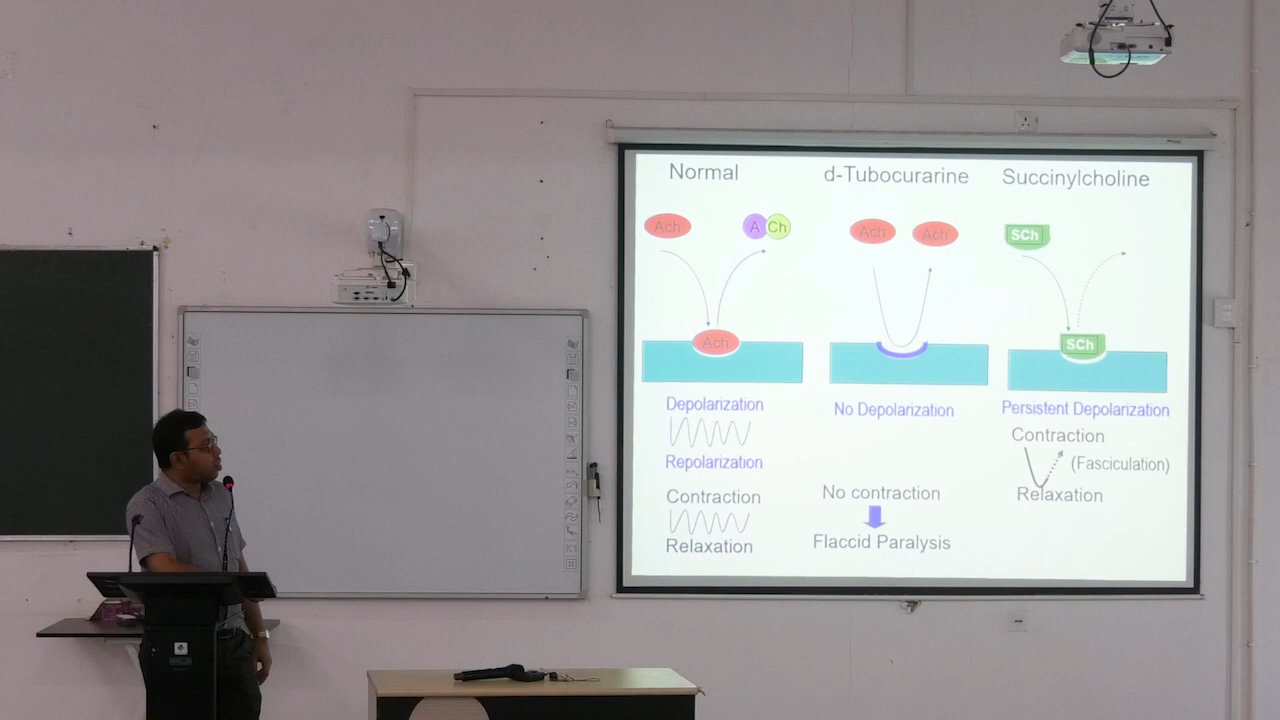 Normal
d-Tubocurarine
Succinylcholine
Ach
A Ch
Ach
Ach
SCh
Ach
SCh
Depolarization
Repolarization
Contraction
Relaxation
No Depolarization
No contraction
Flaccid Paralysis
Persistent Depolarization
Contraction
(Fasciculation)
Relaxation